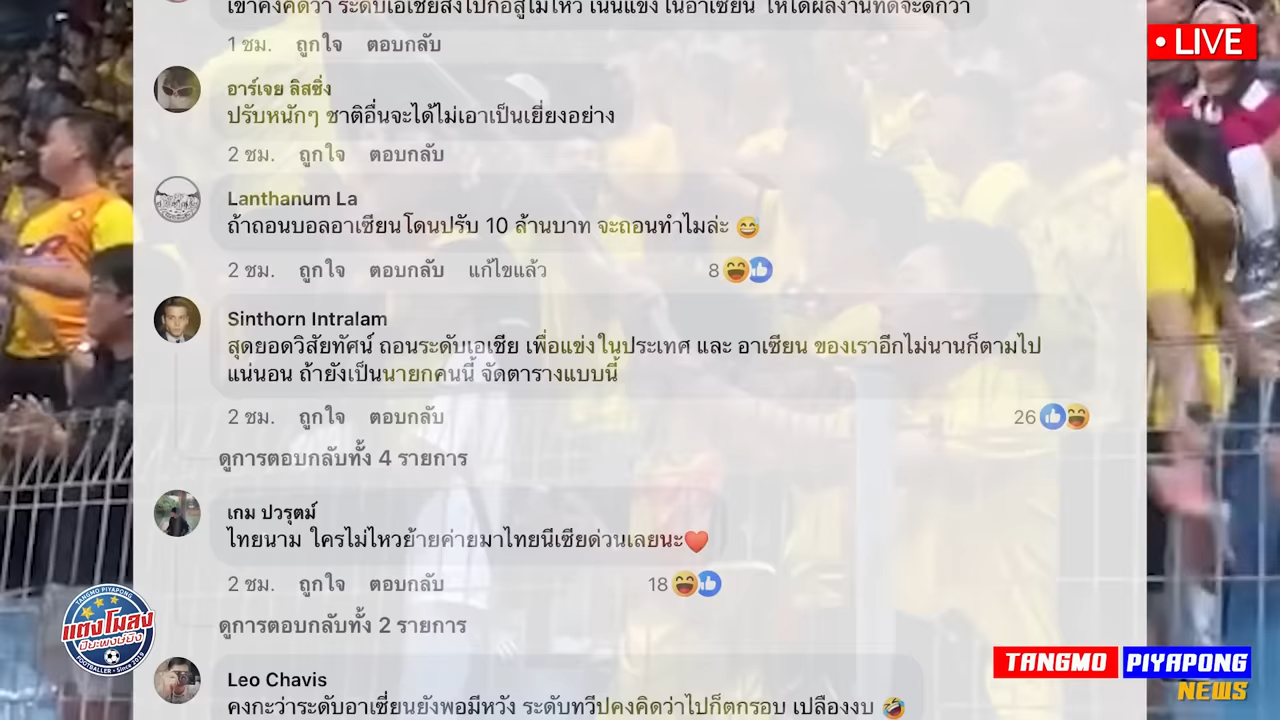 เขาคงคิดว่า ระดับเอเชียส่งไปก็สู้ไม่ไหว เน้นแข่งในอาเซียน ให้ได้ผลงานที่ดีจะดีกว่า
1 ชม. ถูกใจ ตอบกลับ
• LIVE
อาร์เจย ลิสซิ่ง
ปรับหนักๆ ชาติอื่นจะได้ไม่เอาเป็นเยี่ยงอย่าง
2 ชม. ถูกใจ ตอบกลับ
Lanthanum La
ถ้าถอนบอลอาเซียนโดนปรับ 10 ล้านบาท จะถอนทำไมล่ะ 😅
2 ชม. ถูกใจ ตอบกลับ แก้ไขแล้ว 8
Sinthorn Intralam
สุดยอดวิสัยทัศน์ ถอนระดับเอเชีย เพื่อแข่งในประเทศ และ อาเซียน ของเราอีกไม่นานก็ตามไป
แน่นอน ถ้ายังเป็นนายกคนนี้ จัดตารางแบบนี้
2 ชม. ถูกใจ ตอบกลับ 26
ดูการตอบกลับทั้ง 4 รายการ
เกม ปวรุตม์
ไทยนาม ใครไม่ไหวย้ายค่ายมาไทยนีเซียด่วนเลยนะ♥️
2 ชม. ถูกใจ ตอบกลับ 18
ดูการตอบกลับทั้ง 2 รายการ
Leo Chavis
คงกะว่าระดับอาเซี่ยนยังพอมีหวัง ระดับทวีปคงคิดว่าไปก็ตกรอบ เปลืองงบ 🤣
TANGMO PIYAPONG
แตงโมลง
ปิยะพงษ์ยิง
FOOTBALLER • Since 2019
TANGMO PIYAPONG
NEWS